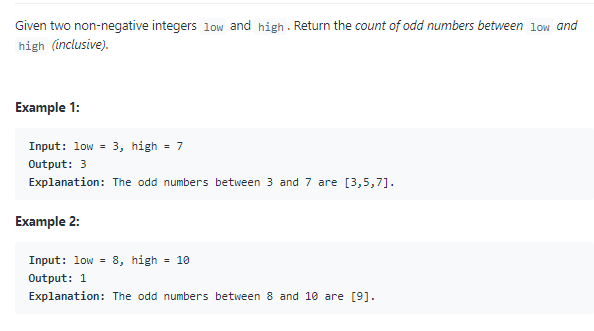 Given two non-negative integers low and high. Return the count of odd numbers between low and
high (inclusive).
Example 1:
Input: low = 3, high = 7
Output: 3
Explanation: The odd numbers between 3 and 7 are [3,5,7].
Example 2:
Input: low = 8, high = 10
Output: 1
Explanation: The odd numbers between 8 and 10 are [9].